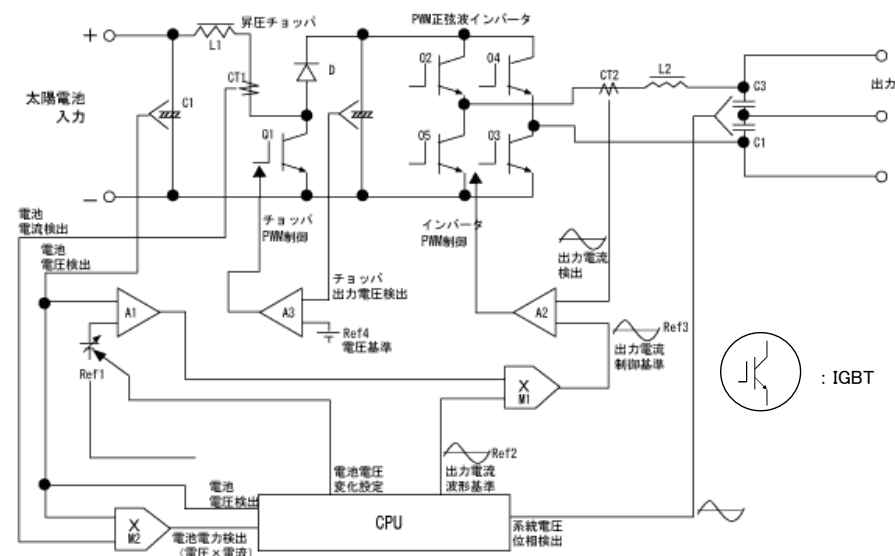 昇圧チョッパ
PWM正弦波インバータ
+
L1
D
O2
O4
CT2
L2
C3
出力
太陽電池
入力
CT1
C1
Q1
O5
O3
C1
−
電池
電流検出
チョッパ
PWM制御
インバータ
PWM制御
電池
電圧検出
出力電流
検出
チョッパ
出力電圧検出
A1
A3
A2
Ref4
電圧基準
Ref3
出力電流
制御基準
Ref1
X
M1
: IGBT
Ref2
電池電圧
変化設定
出力電流
波形基準
電池
電圧検出
CPU
X
M2
電池電力検出
(電圧×電流)
系統電圧
位相検出